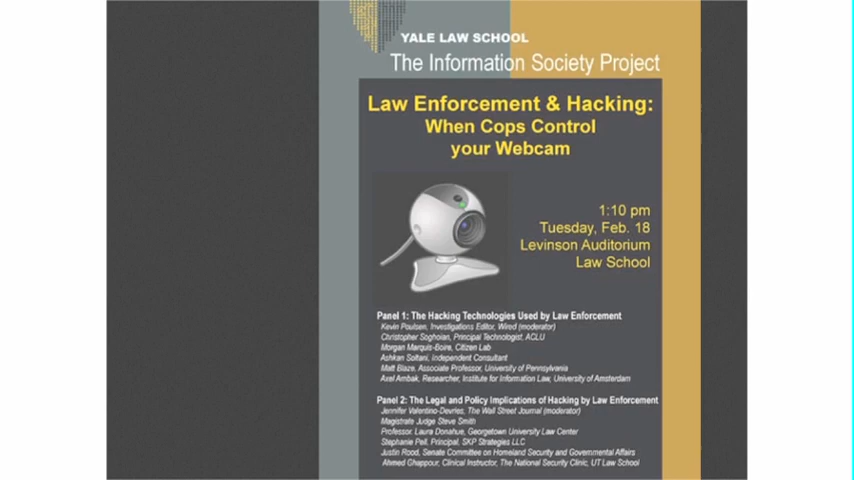 YALE LAW SCHOOL
The Information Society Project
Law Enforcement & Hacking:
When Cops Control
your Webcam
1:10 pm
Tuesday, Feb. 18
Levinson Auditorium
Law School
Panel 1: The Hacking Technologies Used by Law Enforcement
Kevin Poulsen, Investigations Editor, Wired (moderator)
Christopher Soghoian, Principal Technologist, ACLU
Morgan Marquis-Boire, Citizen Lab
Ashkan Soltani, Independent Consultant
Matt Blaze, Associate Professor, University of Pennsylvania
Axel Arnbak, Researcher, Institute for Information Law, University of Amsterdam
Panel 2: The Legal and Policy Implications of Hacking by Law Enforcement
Jennifer Valentino-Devries, The Wall Street Journal (moderator)
Magistrate Judge Steve Smith
Professor. Laura Donahue, Georgetown University Law Center
Stephanie Pell, Principal, SKP Strategies LLC
Justin Rood, Senate Committee on Homeland Security and Governmental Affairs
Ahmed Ghappour, Clinical Instructor, The National Security Clinic, UT Law School